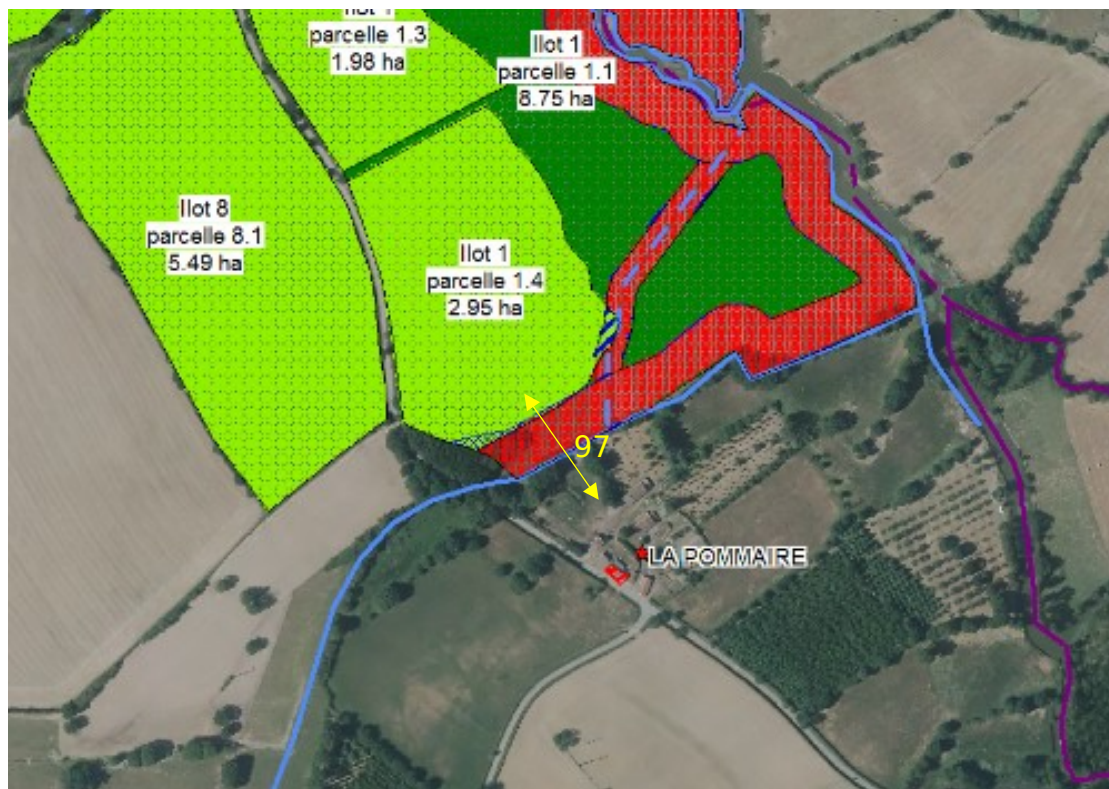 parcelle 1.3
1.98 ha
Ilot 1
parcelle 1.1
8.75 ha
Ilot 8
parcelle 8.1
5.49 ha
Ilot 1
parcelle 1.4
2.95 ha
97
LA POMMAIRE